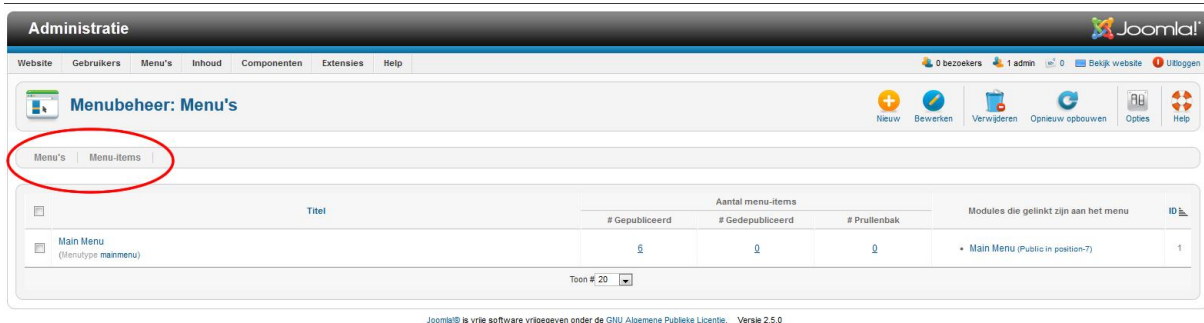 Administratie
Joomla!
Website Gebruikers Menu's Inhoud Componenten Extensies Help
0 bezoekers 1 admin 0 Bekijk website Uitloggen
Menubeheer: Menu's
Nieuw Bewerken Verwijderen Opnieuw opbouwen Opties Help
Menu's Menu-items
Titel
Aantal menu-items
# Gepubliceerd # Gedepubliceerd # Prullenbak
Modules die gelinkt zijn aan het menu
ID
Main Menu
(Menutype mainmenu)
6 0 0
Main Menu (Public in position-7)
1
Toon # 20
Joomla!® is vrije software vrijgegeven onder de GNU Algemene Publieke Licentie. Versie 2.5.0